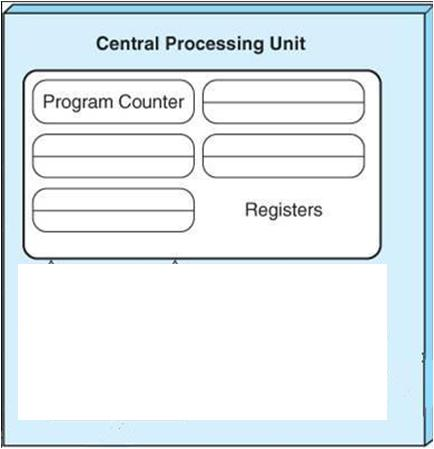 Central Processing Unit
Program Counter
Registers